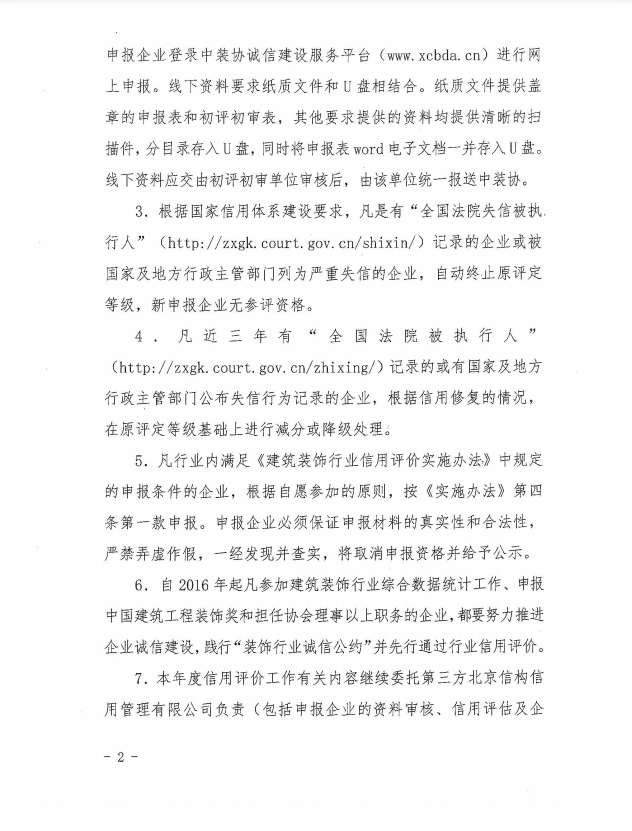 申报企业登录中装协诚信建设服务平台（www.xcbda.cn）进行网
上申报。线下资料要求纸质文件和U盘相结合。纸质文件提供盖
章的申报表和初评初审表，其他要求提供的资料均提供清晰的扫
描件，分目录存入U盘，同时将申报表word电子文档一并存入U盘。
线下资料应交由初评初审单位审核后，由该单位统一报送中装协。
3．根据国家信用体系建设要求，凡是有“全国法院失信被执
行人”（http://zxgk.court.gov.cn/shixin/）记录的企业或被
国家及地方行政主管部门列为严重失信的企业，自动终止原评定
等级，新申报企业无参评资格。
4．凡近三年有“全国法院被执行人”
（http://zxgk.court.gov.cn/zhixing/）记录的或有国家及地方
行政主管部门公布失信行为记录的企业，根据信用修复的情况，
在原评定等级基础上进行减分或降级处理。
5．凡行业内满足《建筑装饰行业信用评价实施办法》中规定
的申报条件的企业，根据自愿参加的原则，按《实施办法》第四
条第一款申报。申报企业必须保证申报材料的真实性和合法性，
严禁弄虚作假，一经发现并查实，将取消申报资格并给予公示。
6．自2016年起凡参加建筑装饰行业综合数据统计工作、申报
中国建筑工程装饰奖和担任协会理事以上职务的企业，都要努力推进
企业诚信建设，践行“装饰行业诚信公约”并先行通过行业信用评价。
7．本年度信用评价工作有关内容继续委托第三方北京信构信
用管理有限公司负责（包括申报企业的资料审核、信用评估及企
- 2 -